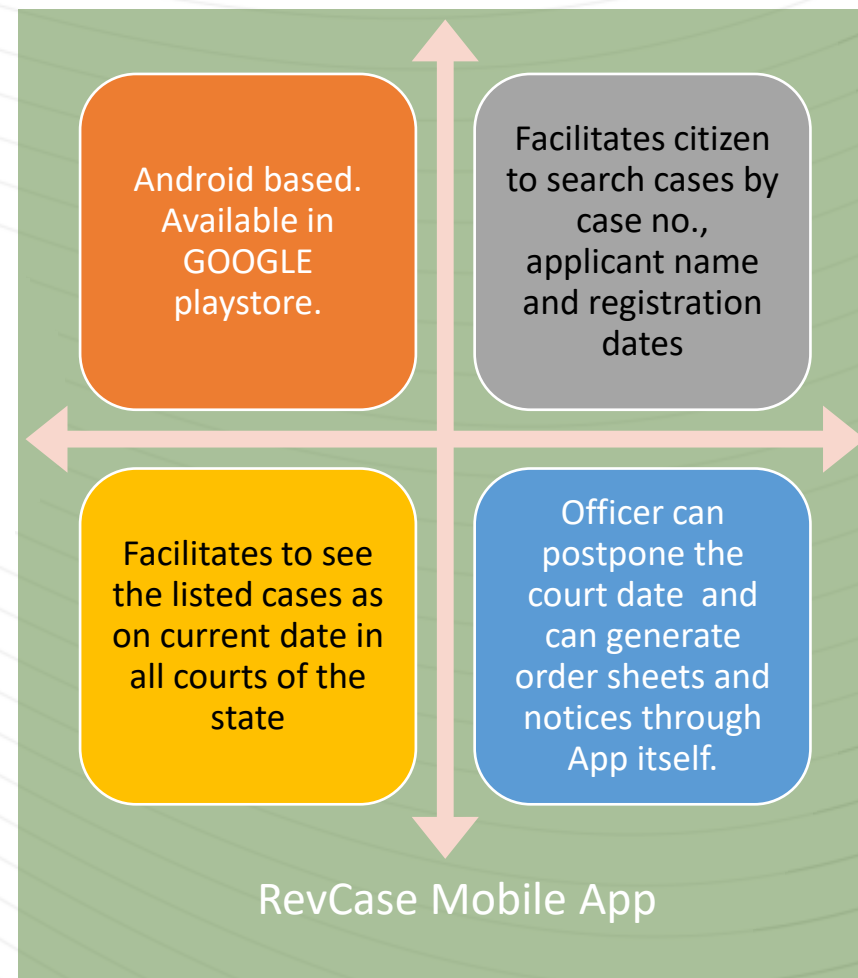 Android based.
Available in
GOOGLE
playstore.
Facilitates citizen
to search cases by
case no.,
applicant name
and registration
dates
Facilitates to see
the listed cases as
on current date in
all courts of the
state
Officer can
postpone the
court date  and
can generate
order sheets and
notices through
App itself.
RevCase Mobile App